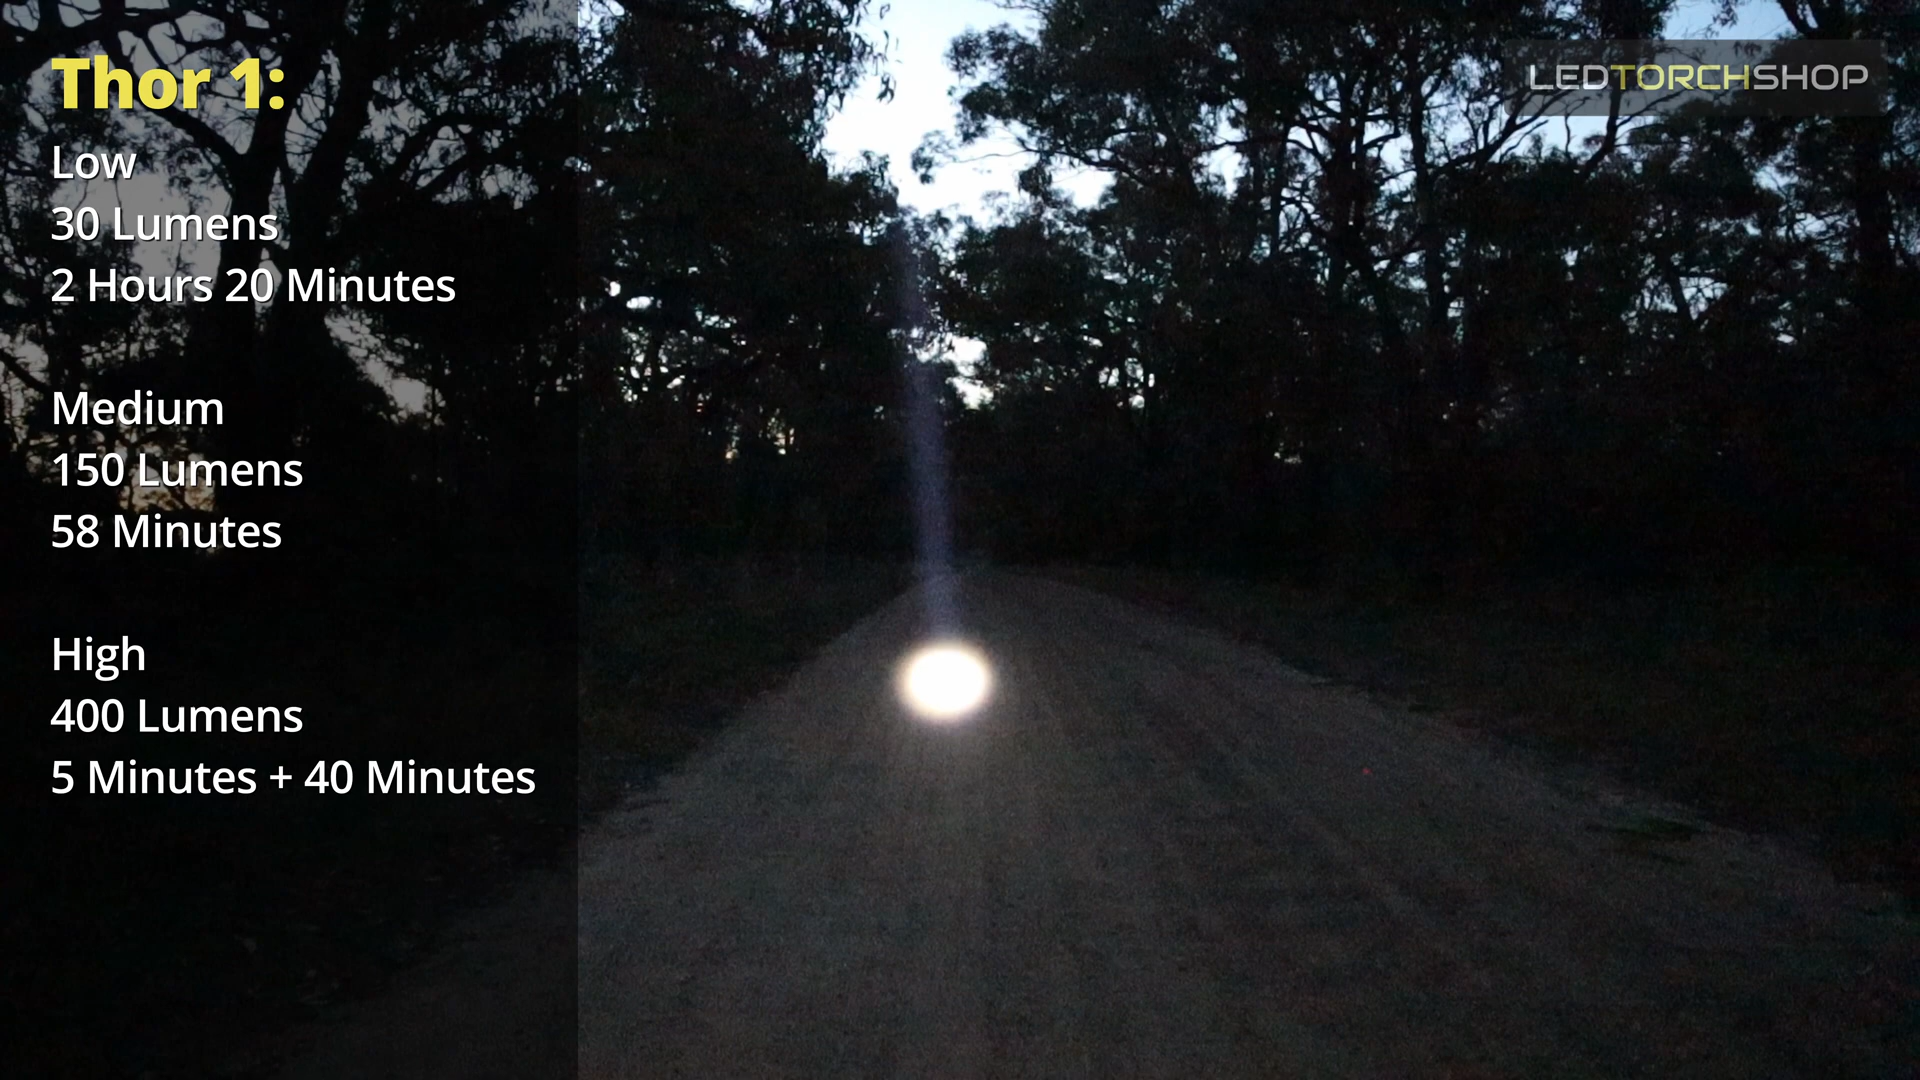 Thor 1:
Low
30 Lumens
2 Hours 20 Minutes
Medium
150 Lumens
58 Minutes
High
400 Lumens
5 Minutes + 40 Minutes
LEDTORCHSHOP